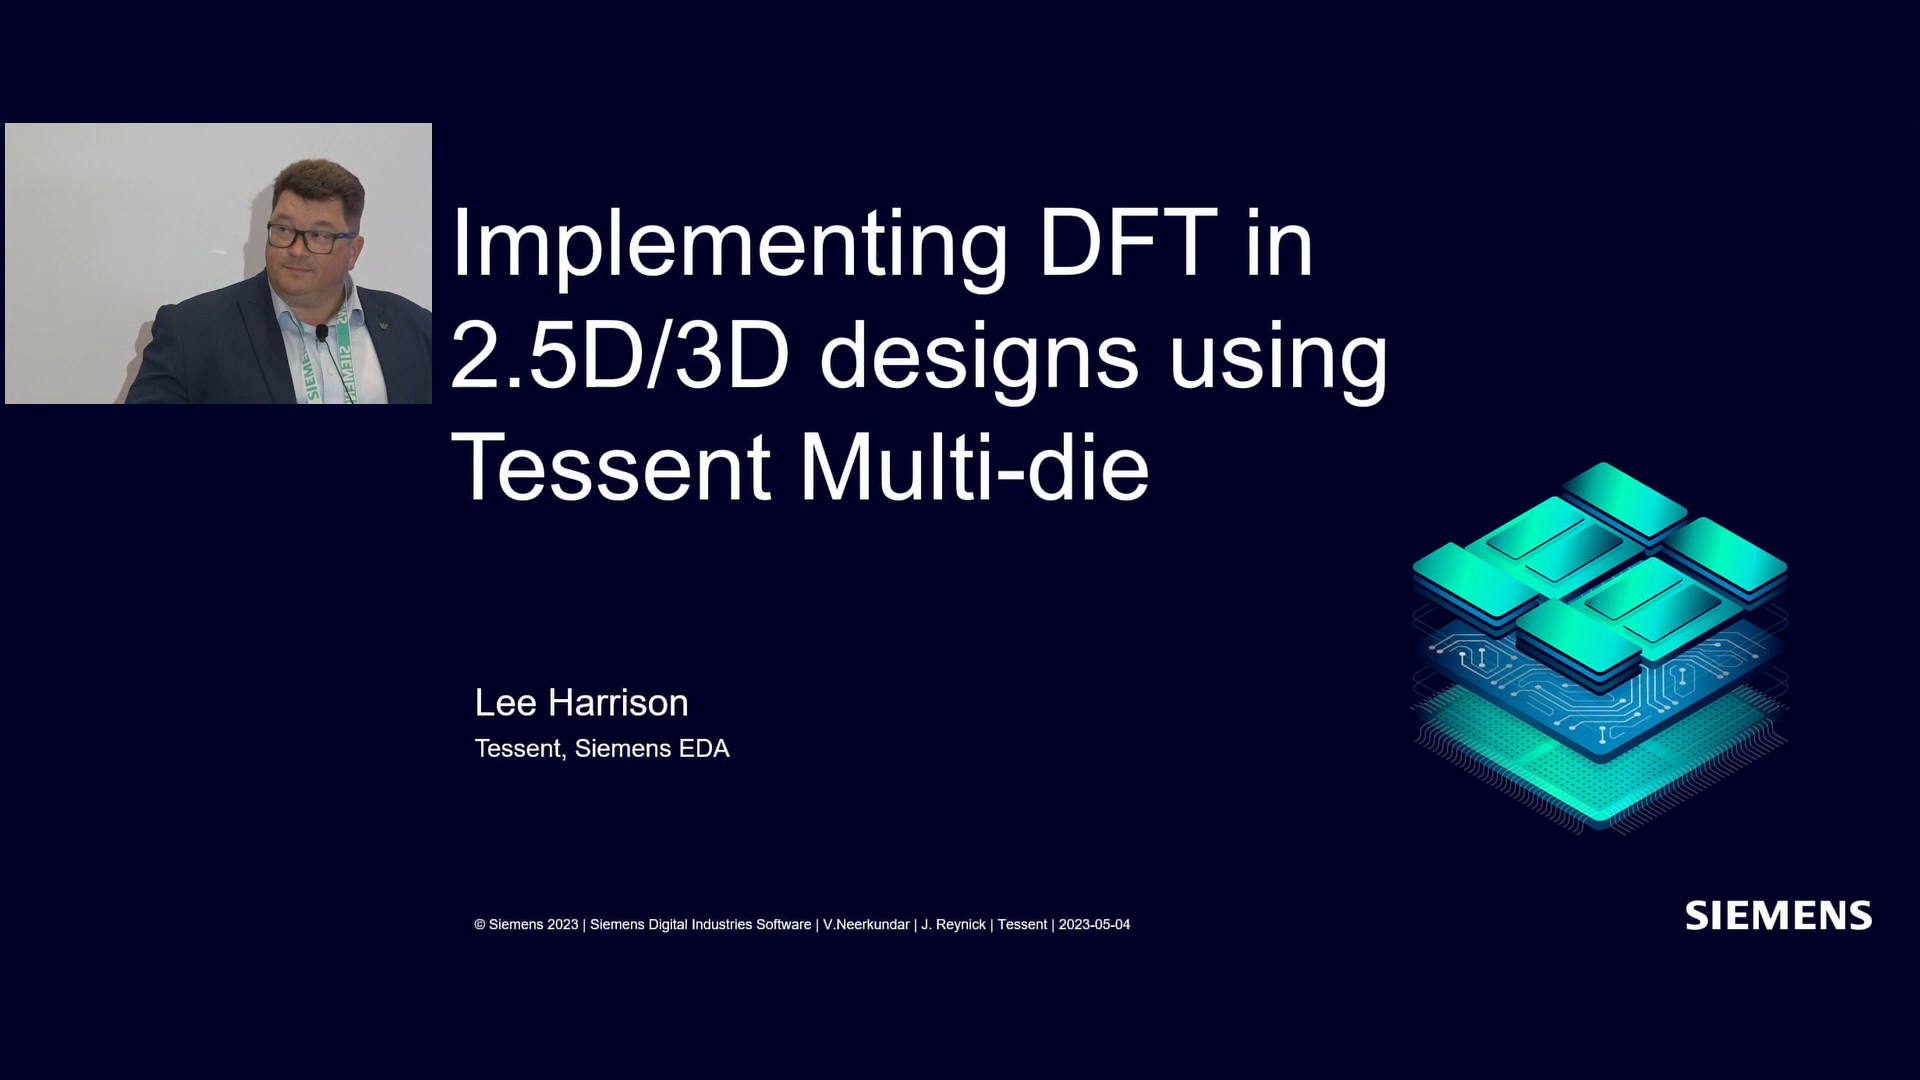 Implementing DFT in
2.5D/3D designs using
Tessent Multi-die
Lee Harrison
Tessent, Siemens EDA
© Siemens 2023 | Siemens Digital Industries Software | V.Neerkundar | J. Reynick | Tessent | 2023-05-04
SIEMENS